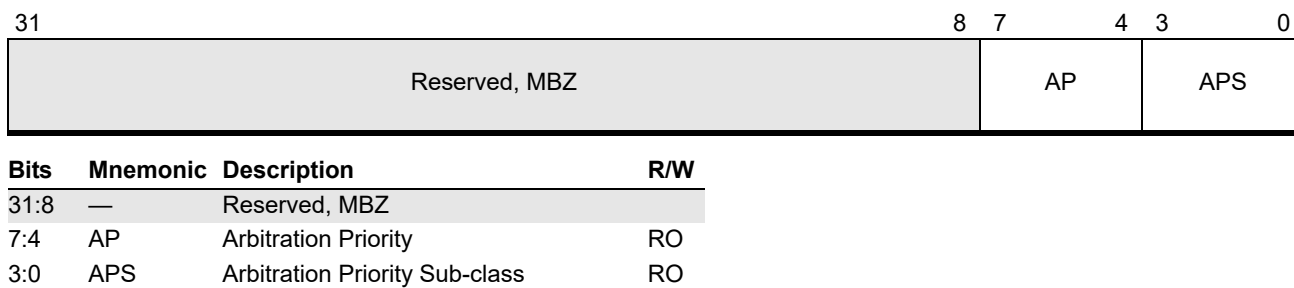 31 8 7 4 3 0
Reserved, MBZ AP APS
Bits Mnemonic Description R/W
31:8 — Reserved, MBZ
7:4 AP Arbitration Priority RO
3:0 APS Arbitration Priority Sub-class RO